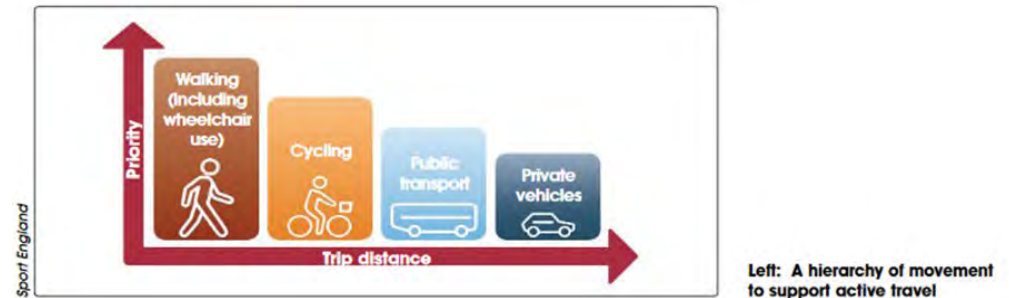 Walking
(including
wheelchair
use)
Cycling
Public
transport
Private
vehicles
Priority
Trip distance
Sport England
Left: A hierarchy of movement
to support active travel